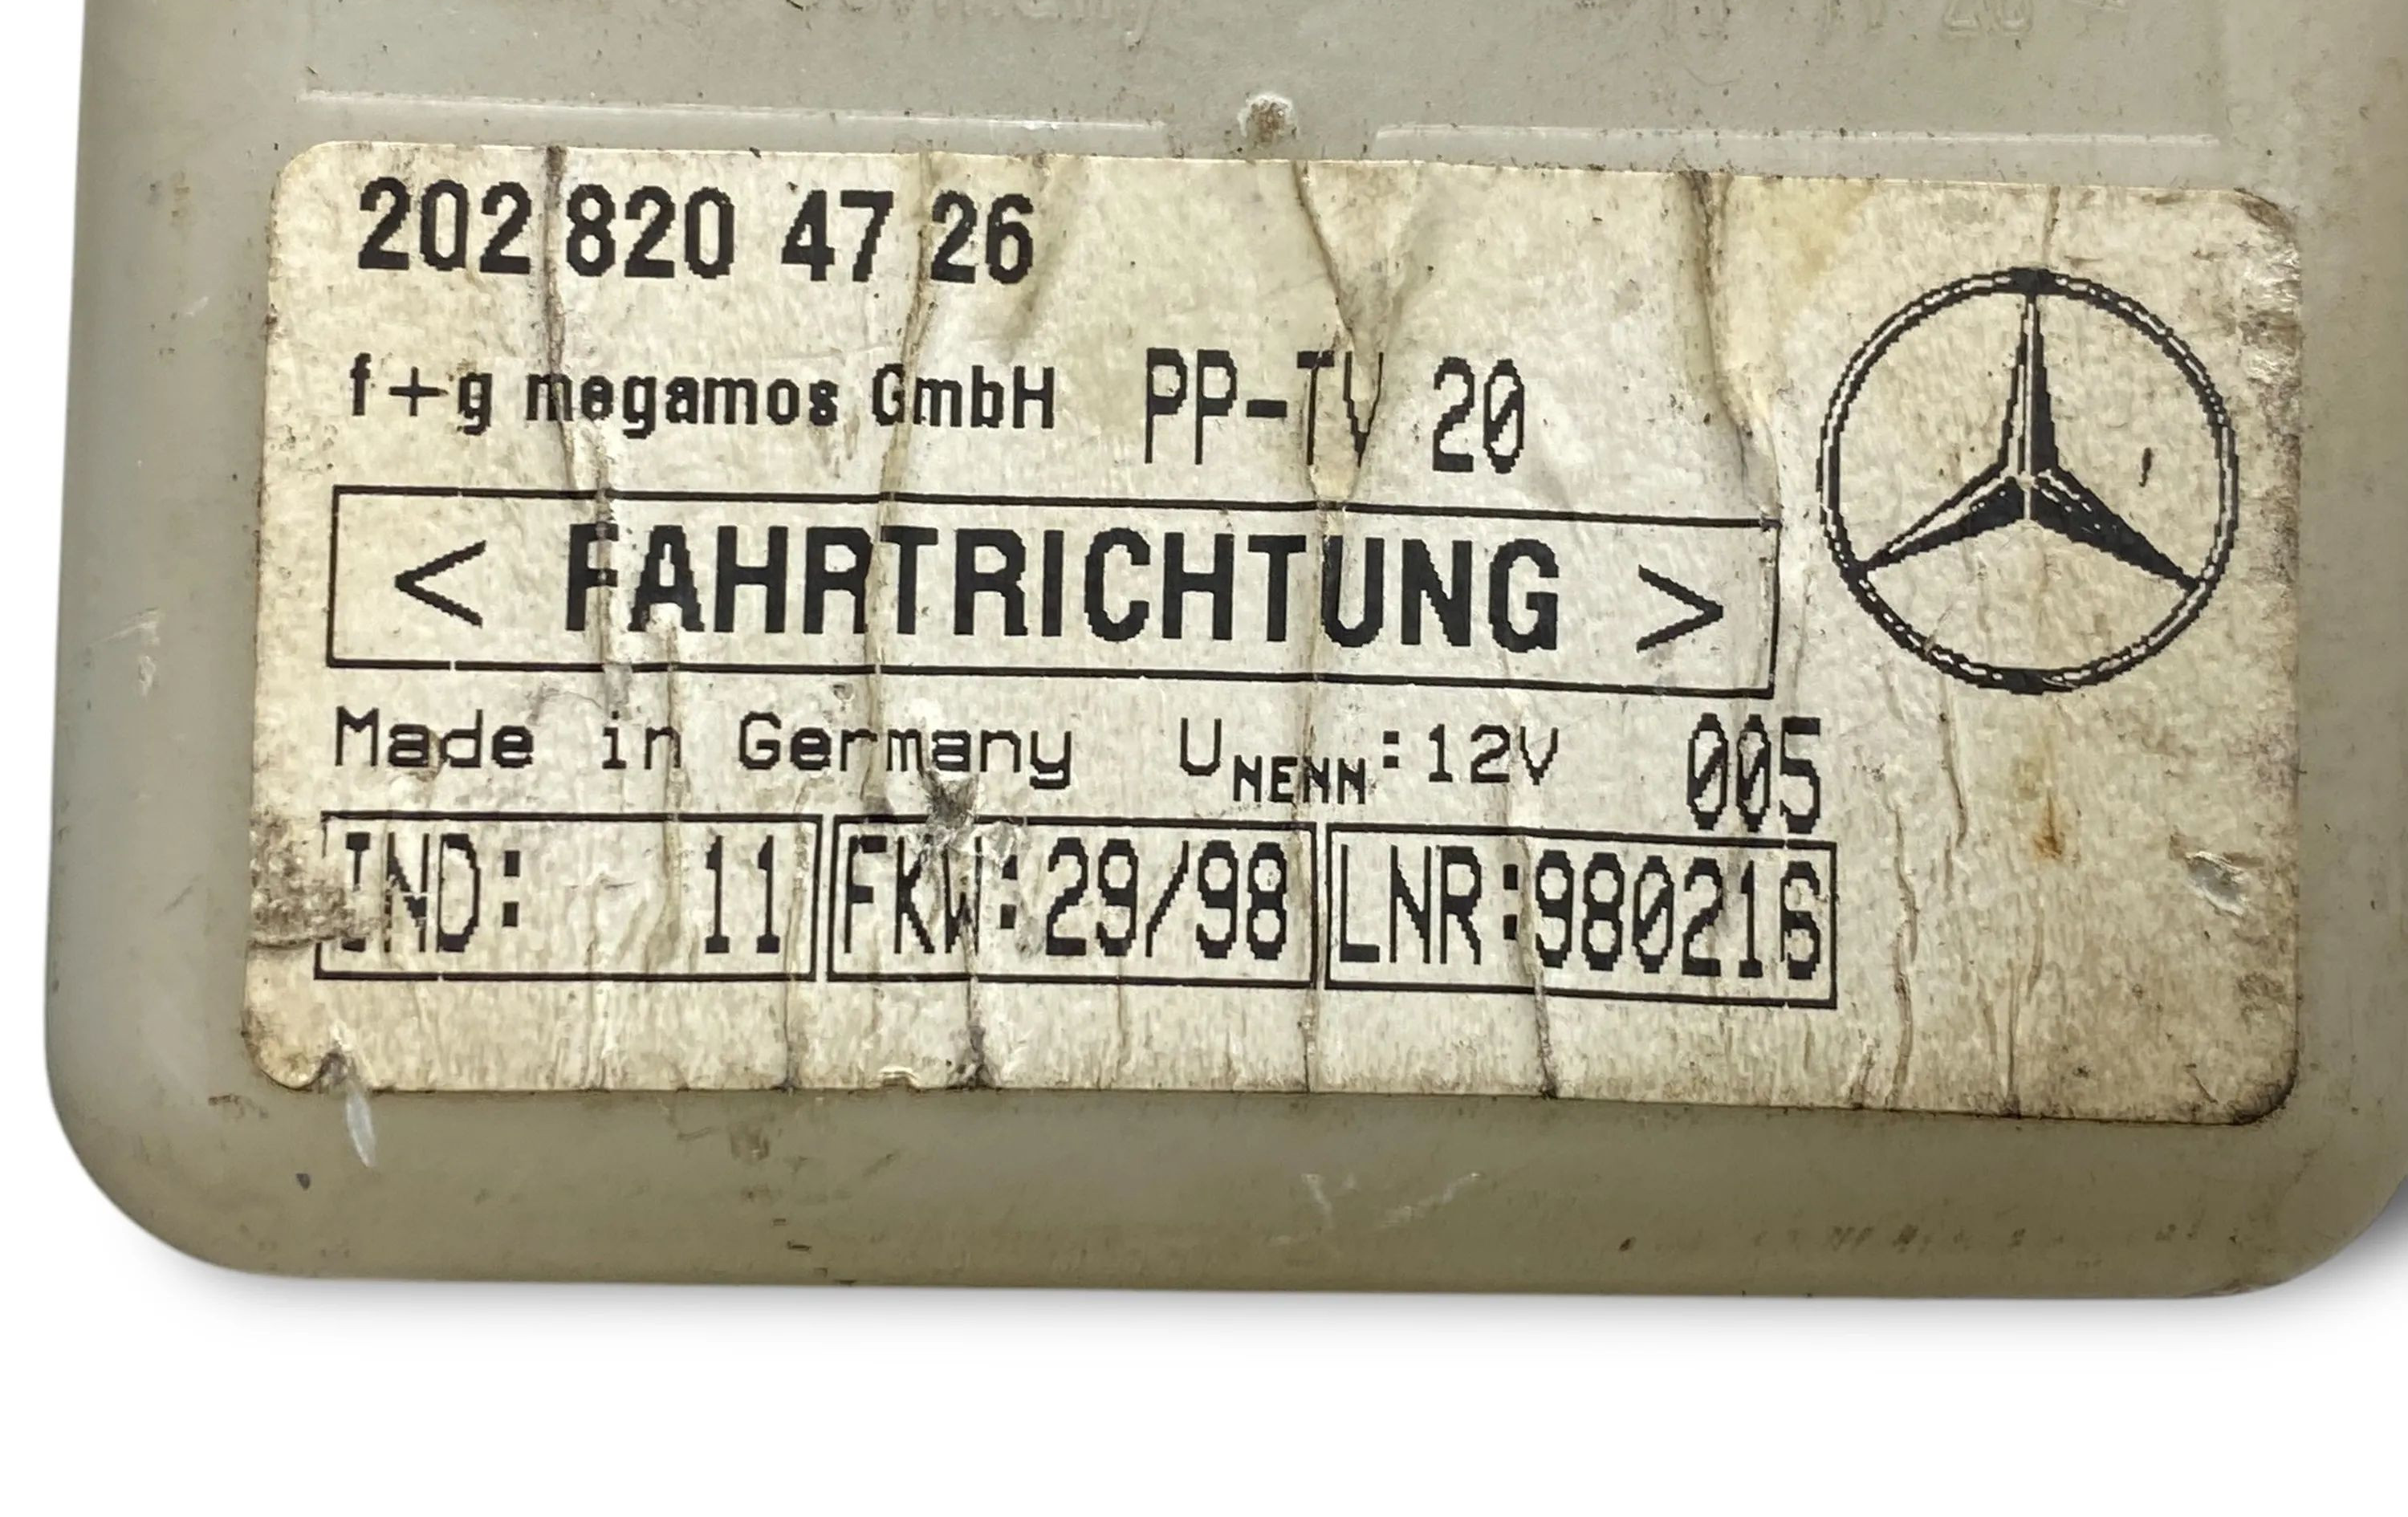 202 820 47 26
f+g megamos GmbH PP-TV 20
< FAHRTRICHTUNG >
Made in Germany UNENN:12V 005
IND: 11 FKW:29/98 LNR:980216